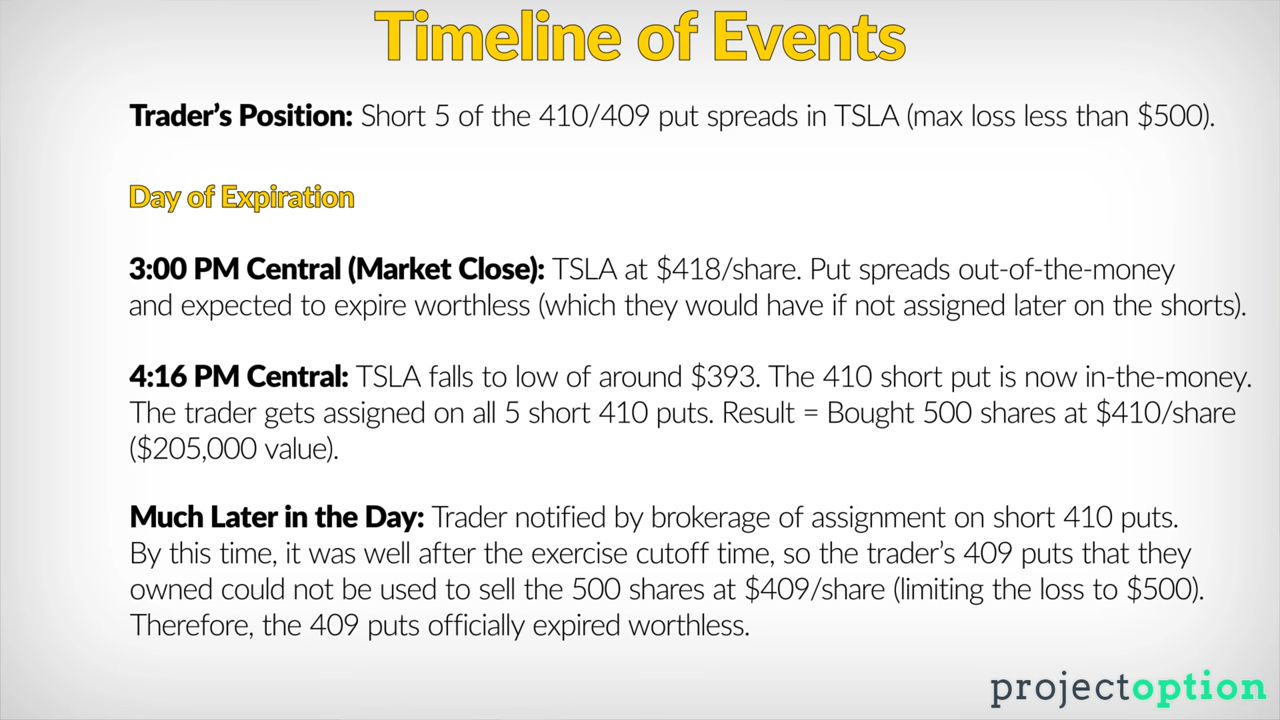 Timeline of Events
Trader's Position: Short 5 of the 410/409 put spreads in TSLA (max loss less than $500).
Day of Expiration
3:00 PM Central (Market Close): TSLA at $418/share. Put spreads out-of-the-money
and expected to expire worthless (which they would have if not assigned later on the shorts).
4:16 PM Central: TSLA falls to low of around $393. The 410 short put is now in-the-money.
The trader gets assigned on all 5 short 410 puts. Result = Bought 500 shares at $410/share
($205,000 value).
Much Later in the Day: Trader notified by brokerage of assignment on short 410 puts.
By this time, it was well after the exercise cutoff time, so the trader's 409 puts that they
owned could not be used to sell the 500 shares at $409/share (limiting the loss to $500).
Therefore, the 409 puts officially expired worthless.
projectoption